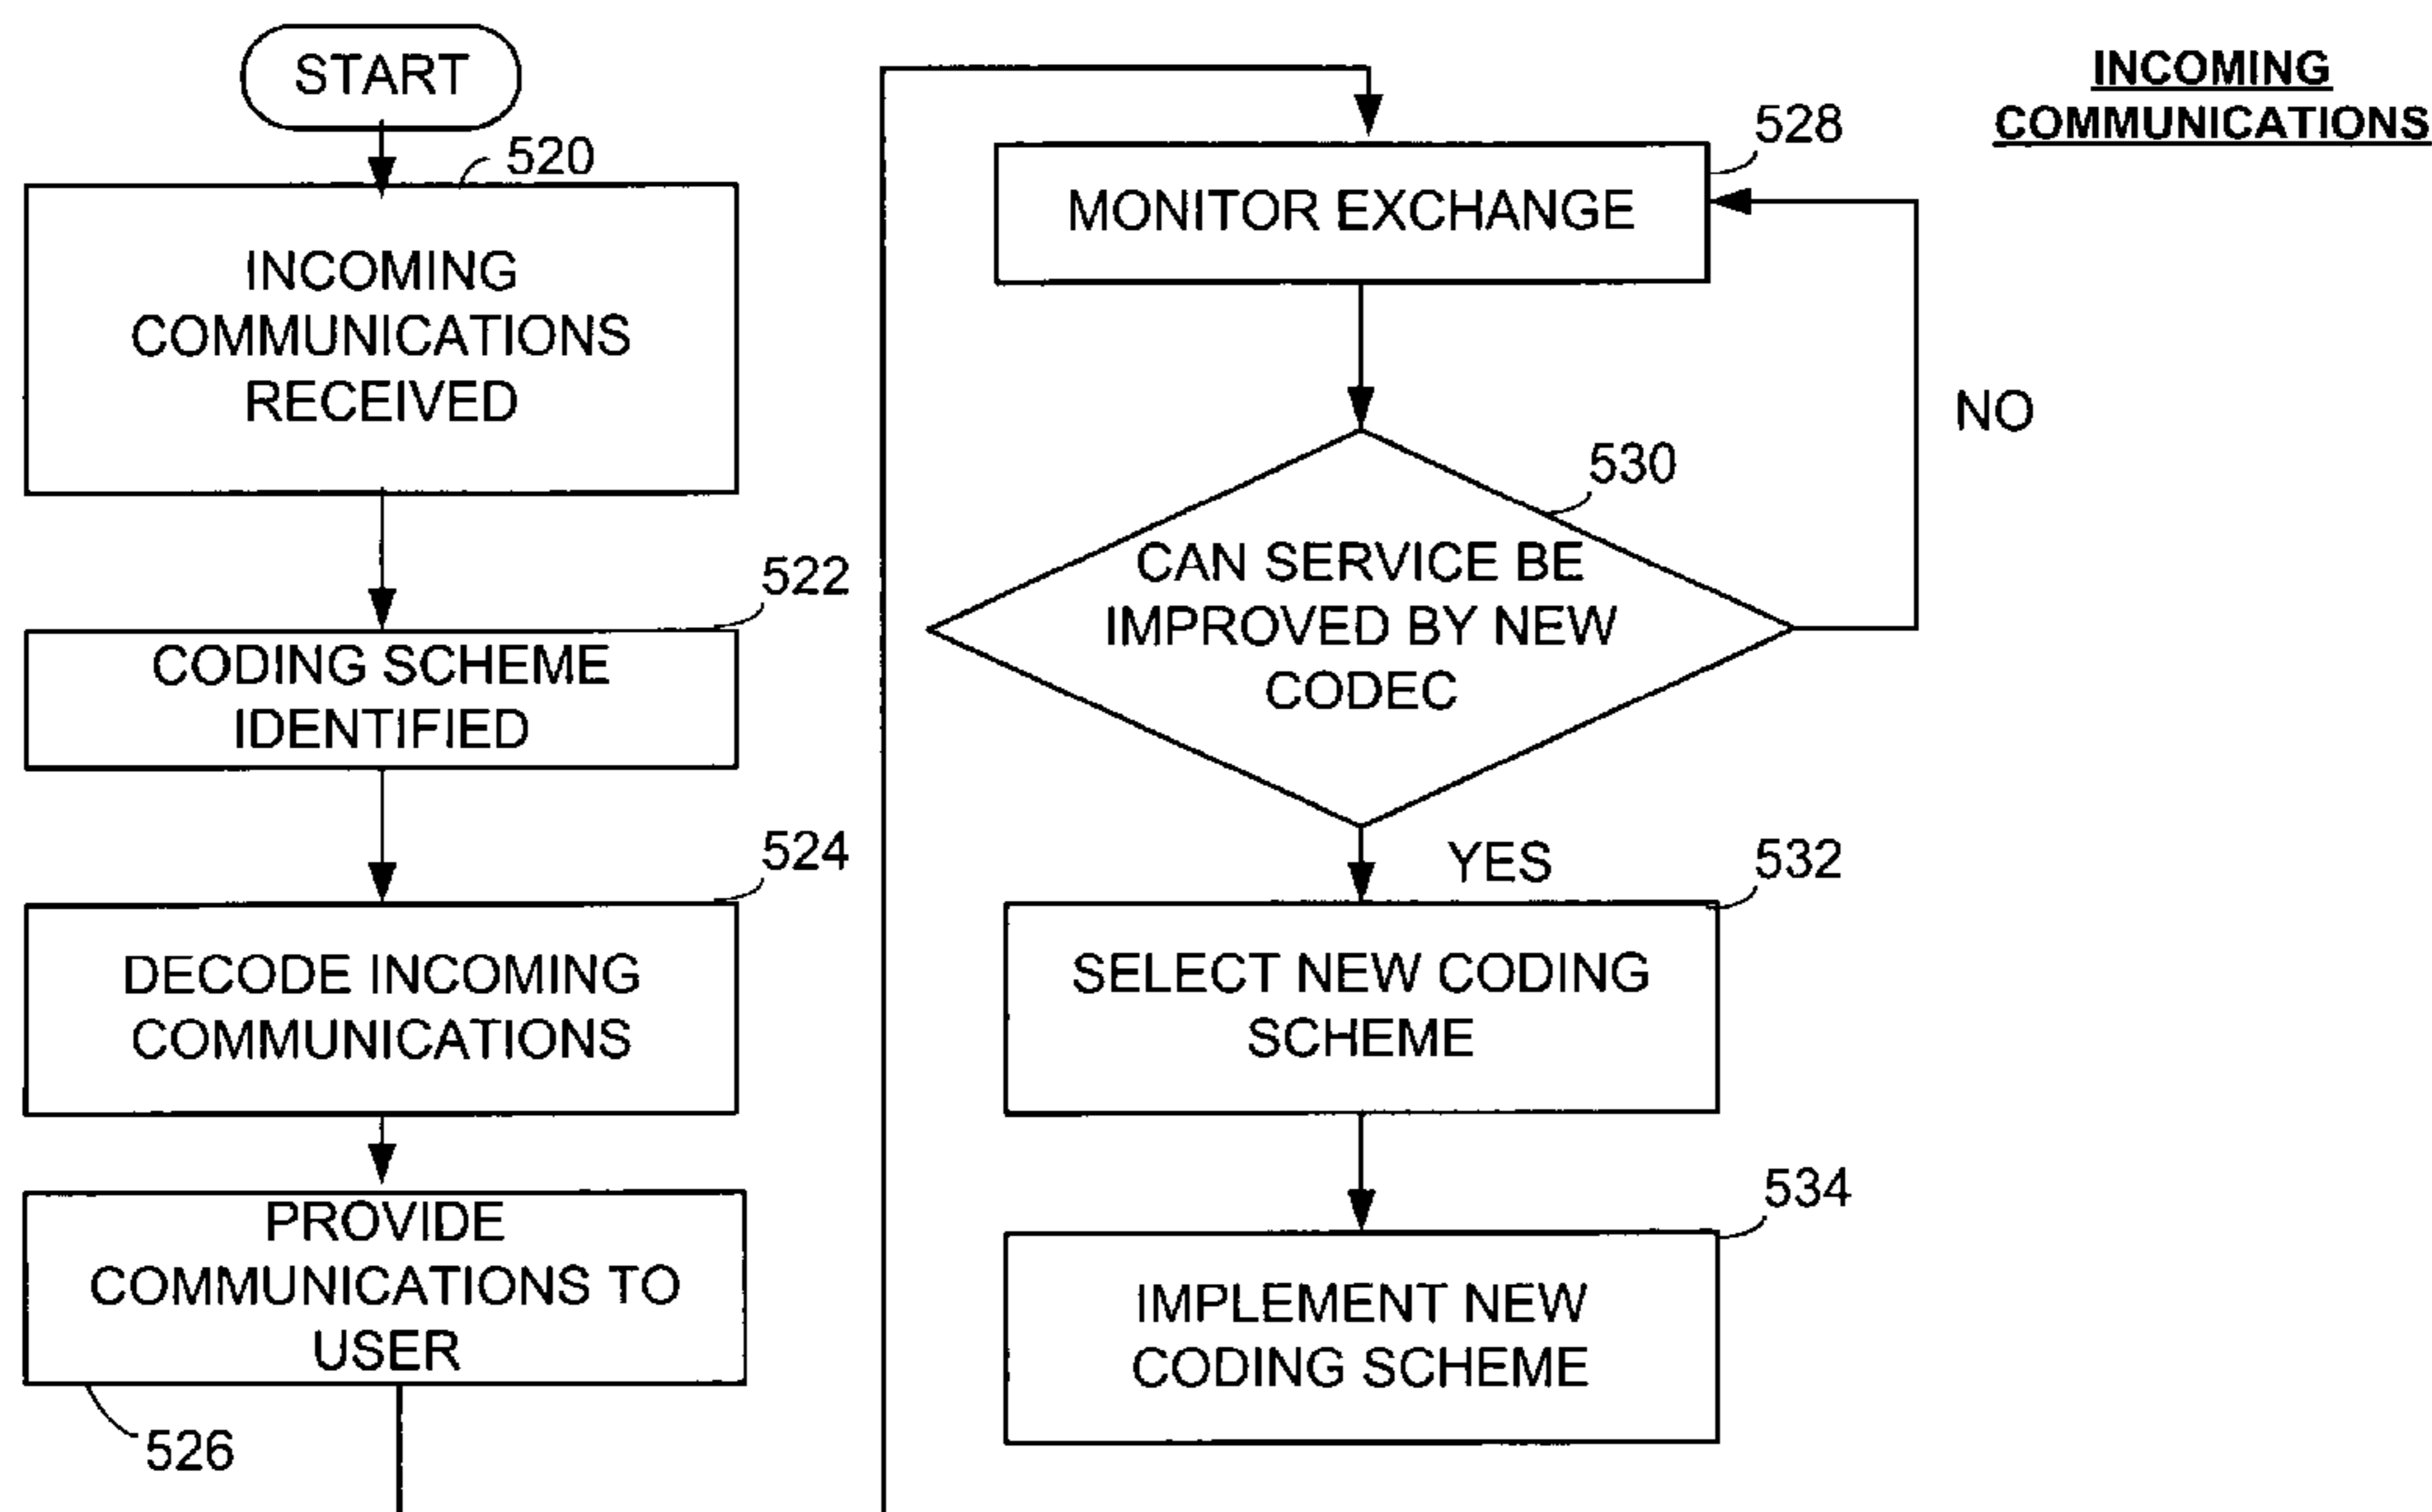 START
520
INCOMING
COMMUNICATIONS
RECEIVED
522
CODING SCHEME
IDENTIFIED
524
DECODE INCOMING
COMMUNICATIONS
PROVIDE
COMMUNICATIONS TO
USER
526
INCOMING
COMMUNICATIONS
528
MONITOR EXCHANGE
NO
530
CAN SERVICE BE
IMPROVED BY NEW
CODEC
YES
532
SELECT NEW CODING
SCHEME
534
IMPLEMENT NEW
CODING SCHEME